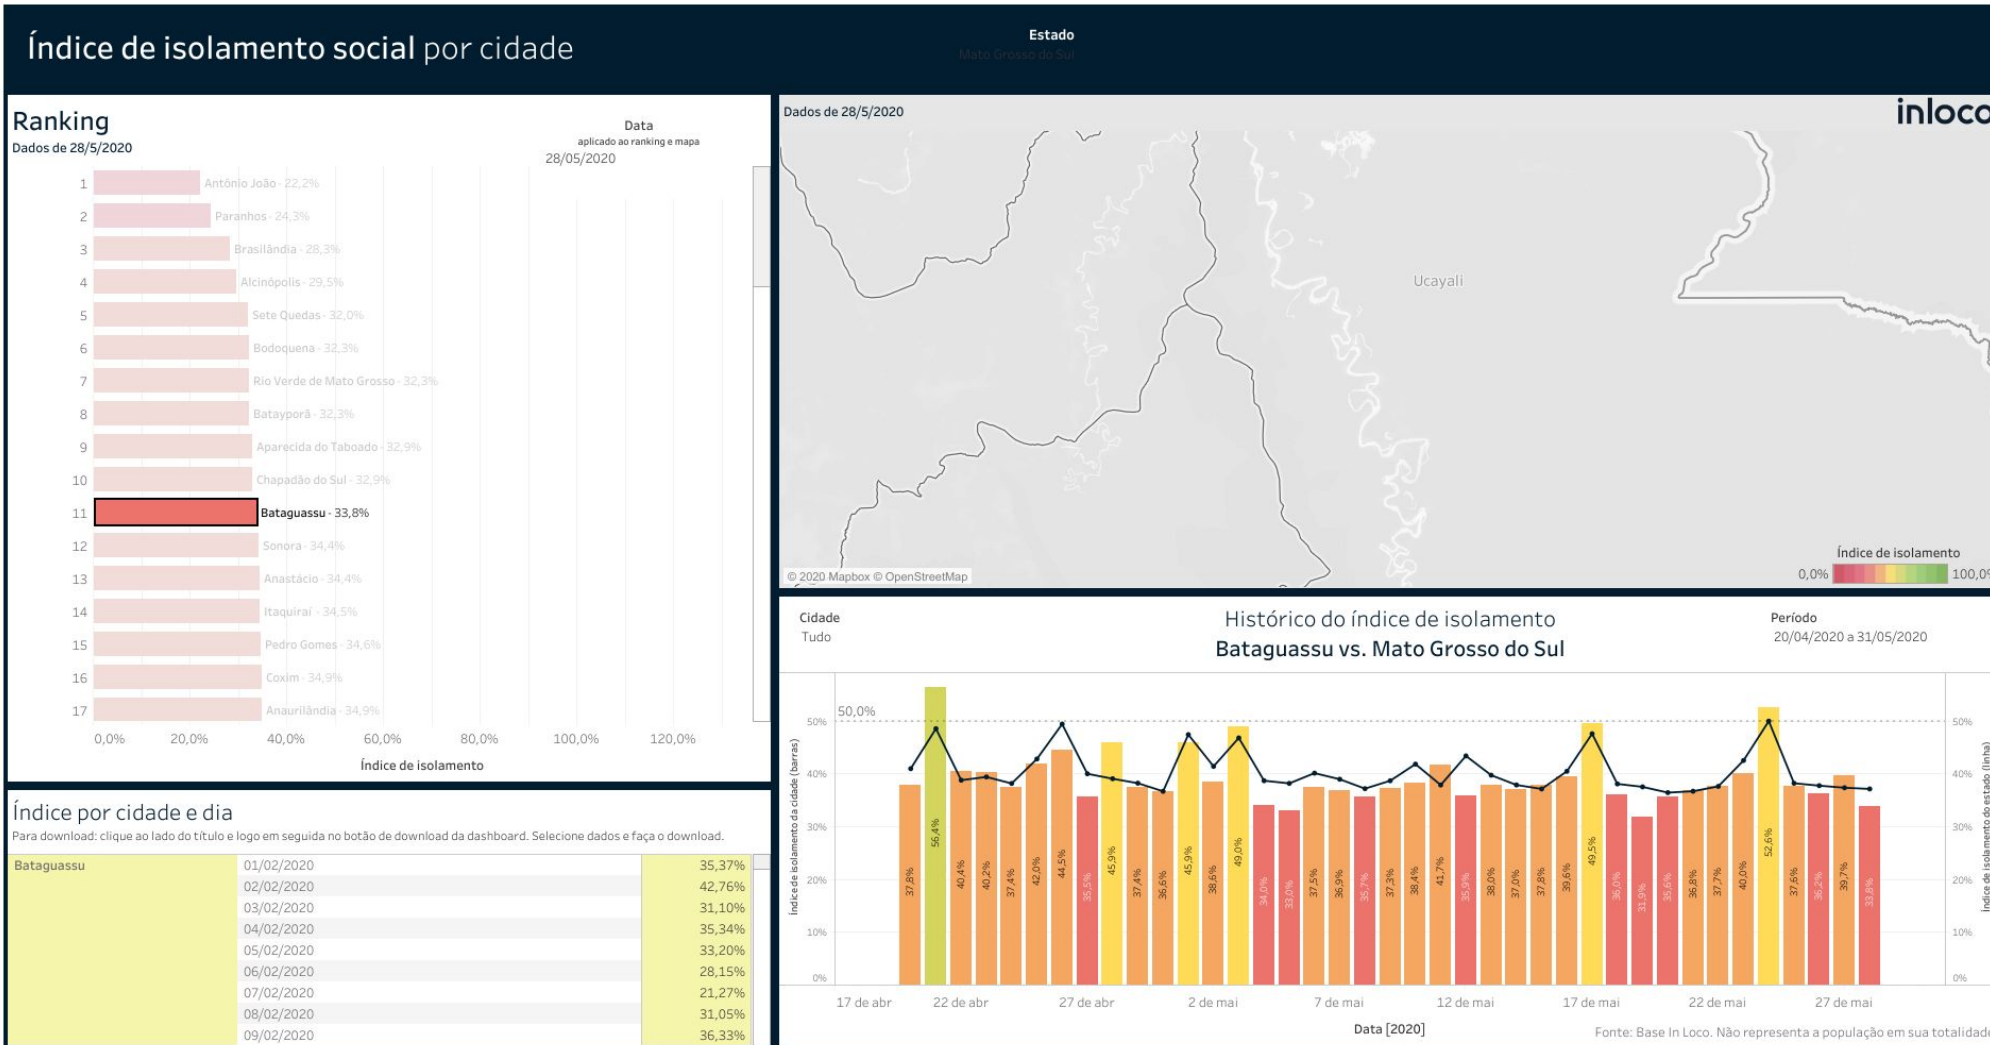 Índice de isolamento social por cidade
Estado
Mato Grosso do Sul
Ranking
Dados de 28/5/2020
Data
aplicado ao ranking e mapa
28/05/2020
1 Antônio João - 22,2%
2 Paranhos - 24,3%
3 Brasilândia - 28,3%
4 Alcinópolis - 29,5%
5 Sete Quedas - 32,0%
6 Bodoquena - 32,3%
7 Rio Verde de Mato Grosso - 32,3%
8 Batayporã - 32,3%
9 Aparecida do Taboado - 32,9%
10 Chapadão do Sul - 32,9%
11 Bataguassu - 33,8%
12 Sonora - 34,4%
13 Anastácio - 34,4%
14 Itaquiraí - 34,5%
15 Pedro Gomes - 34,6%
16 Coxim - 34,9%
17 Anaurilândia - 34,9%
0,0% 20,0% 40,0% 60,0% 80,0% 100,0% 120,0%
Índice de isolamento
Índice por cidade e dia
Para download: clique ao lado do título e logo em seguida no botão de download da dashboard. Selecione dados e faça o download.
Bataguassu 01/02/2020 35,37%
02/02/2020 42,76%
03/02/2020 31,10%
04/02/2020 35,34%
05/02/2020 33,20%
06/02/2020 28,15%
07/02/2020 21,27%
08/02/2020 31,05%
09/02/2020 36,33%
Dados de 28/5/2020
inloco
Ucayali
© 2020 Mapbox © OpenStreetMap
Índice de isolamento
0,0% 100,0%
Cidade
Tudo
Histórico do índice de isolamento
Bataguassu vs. Mato Grosso do Sul
Período
20/04/2020 a 31/05/2020
Índice de isolamento da cidade (barras)
50%
40%
30%
20%
10%
0%
50,0%
37,8% 56,4% 40,4% 40,2% 37,4% 42,0% 44,5% 35,5% 45,9% 37,4% 36,6% 45,9% 38,6% 49,0% 34,0% 33,0% 37,5% 36,9% 35,7% 37,3% 38,4% 41,7% 35,9% 38,0% 37,0% 37,8% 39,6% 49,5% 36,0% 31,9% 35,6% 36,8% 37,7% 40,0% 52,6% 37,6% 36,2% 39,7% 33,8%
50%
40%
30%
20%
10%
0%
Índice de isolamento do estado (linha)
17 de abr 22 de abr 27 de abr 2 de mai 7 de mai 12 de mai 17 de mai 22 de mai 27 de mai
Data [2020]
Fonte: Base In Loco. Não representa a população em sua totalidade